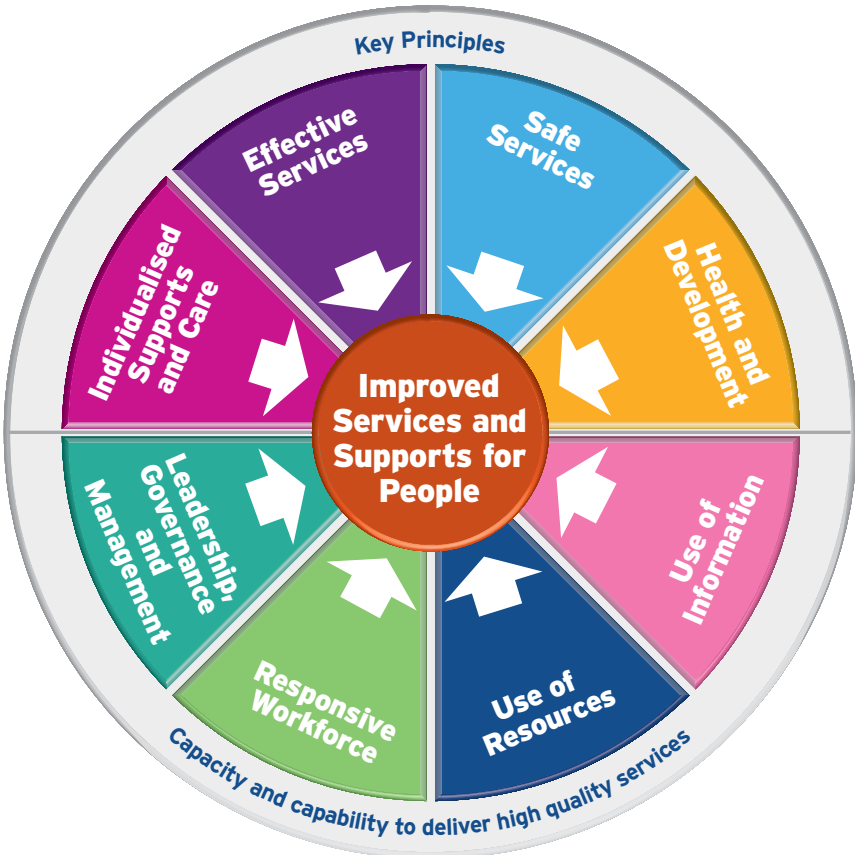 Key Principles
Effective
Services
Safe
Services
Individualised
Supports
and Care
Health and
Development
Improved
Services and
Supports for
People
Leadership,
Governance
and
Management
Use of
Information
Responsive
Workforce
Use of
Resources
Capacity and capability to deliver high quality services